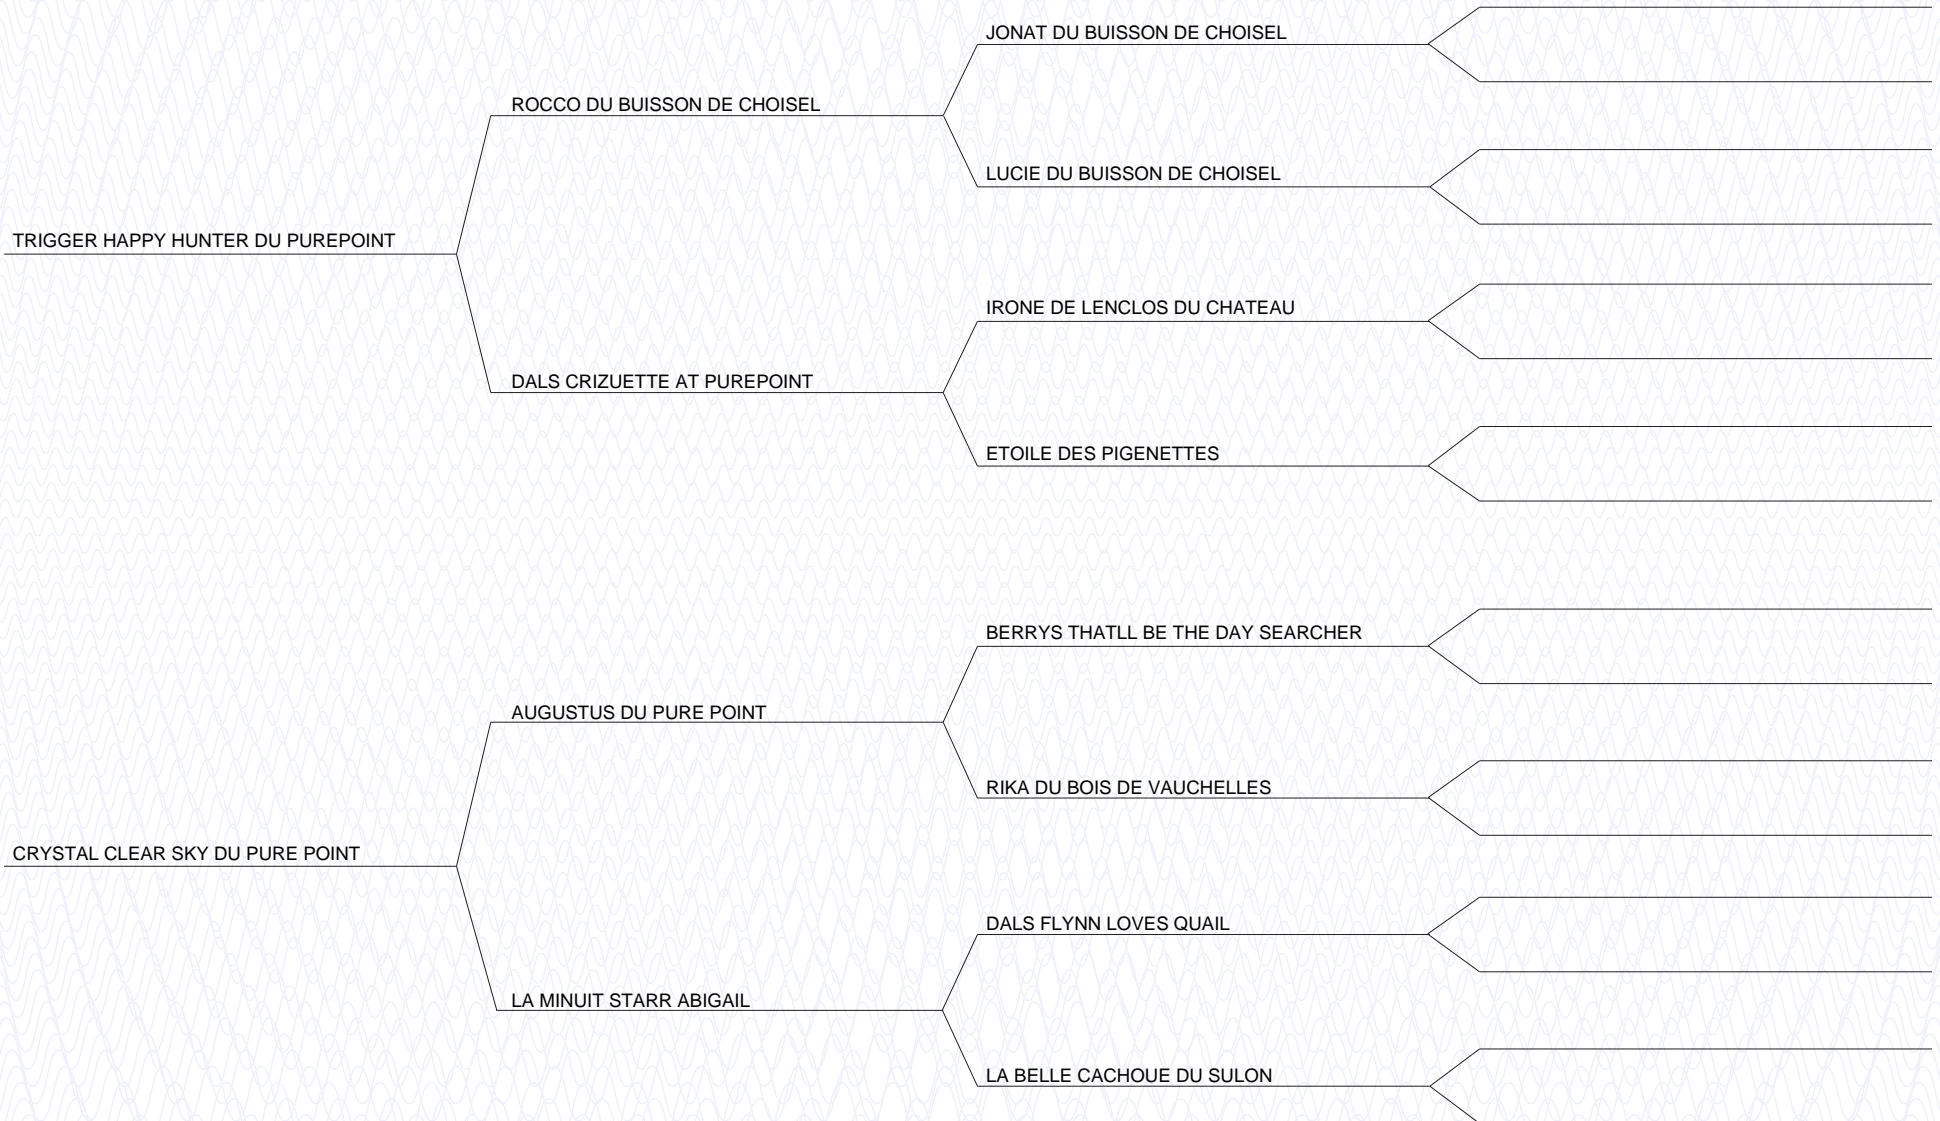 JONAT DU BUISSON DE CHOISEL
ROCCO DU BUISSON DE CHOISEL
LUCIE DU BUISSON DE CHOISEL
TRIGGER HAPPY HUNTER DU PUREPOINT
IRONE DE LENCLOS DU CHATEAU
DALS CRIZUETTE AT PUREPOINT
ETOILE DES PIGENETTES
BERRYS THATLL BE THE DAY SEARCHER
AUGUSTUS DU PURE POINT
RIKA DU BOIS DE VAUCHELLES
CRYSTAL CLEAR SKY DU PURE POINT
DALS FLYNN LOVES QUAIL
LA MINUIT STARR ABIGAIL
LA BELLE CACHOUE DU SULON